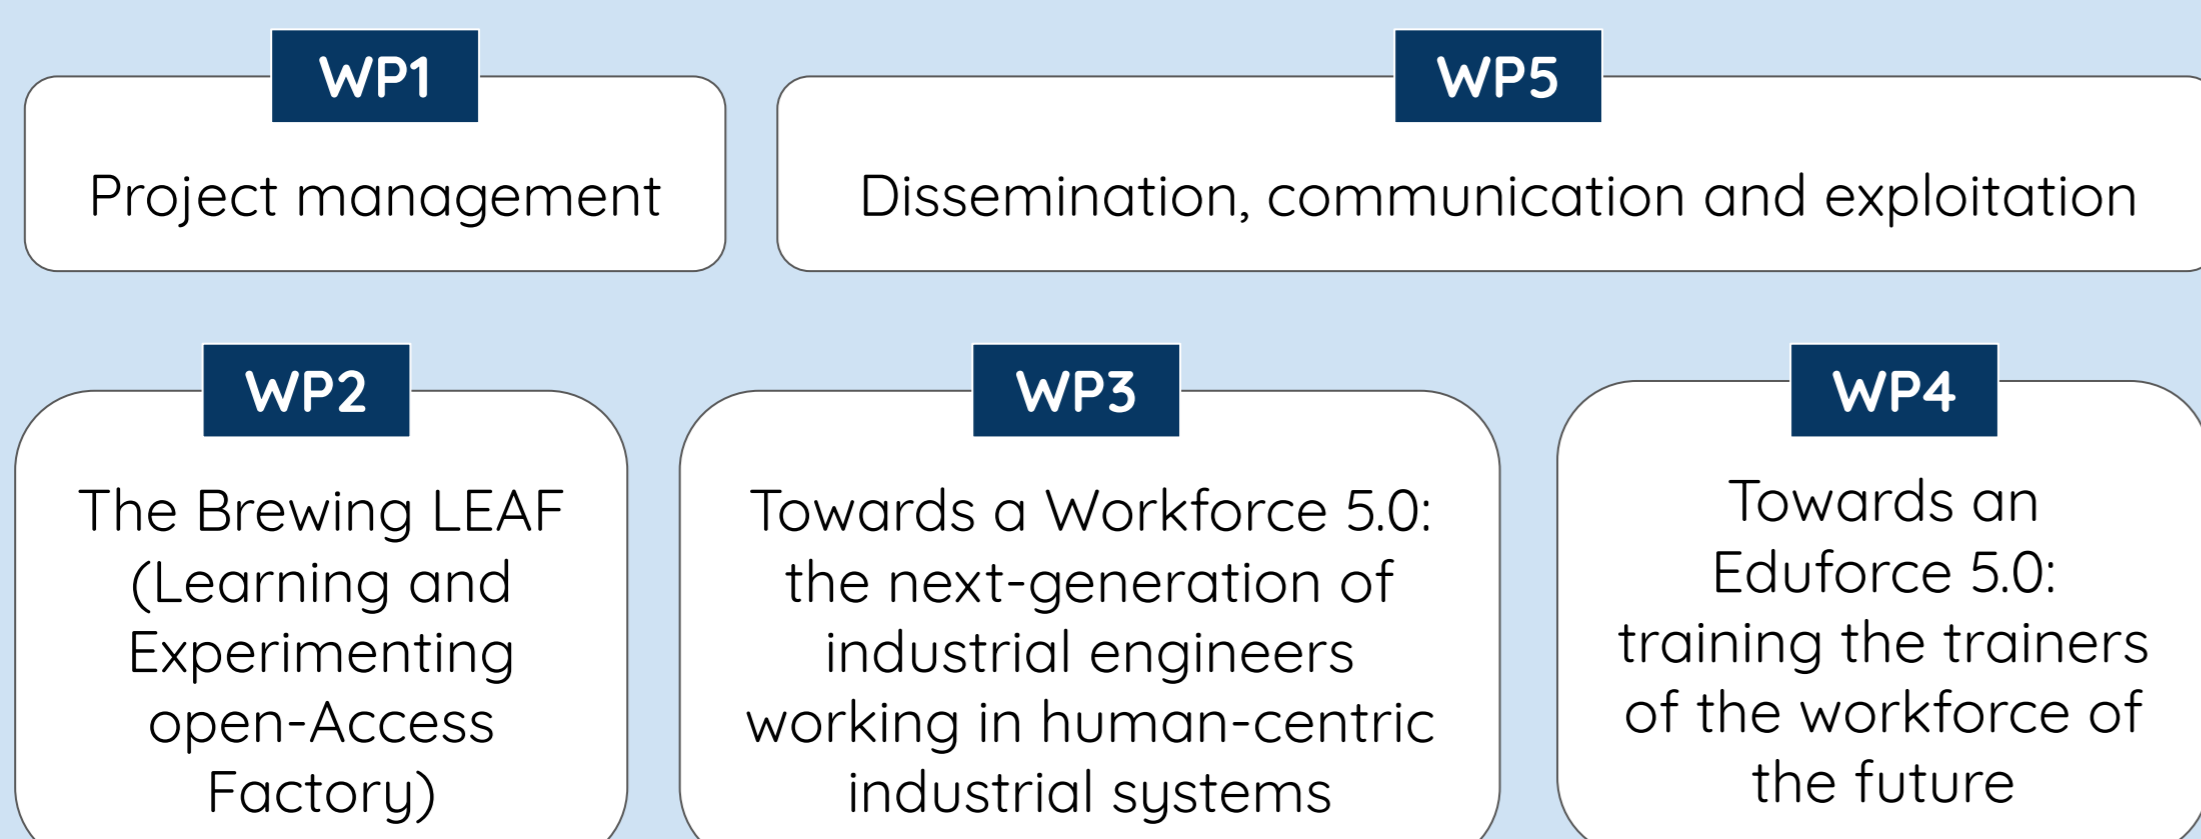 WP1
Project management
WP5
Dissemination, communication and exploitation
WP2
The Brewing LEAF
(Learning and
Experimenting
open-Access
Factory)
WP3
Towards a Workforce 5.0:
the next-generation of
industrial engineers
working in human-centric
industrial systems
WP4
Towards an
Eduforce 5.0:
training the trainers
of the workforce of
the future